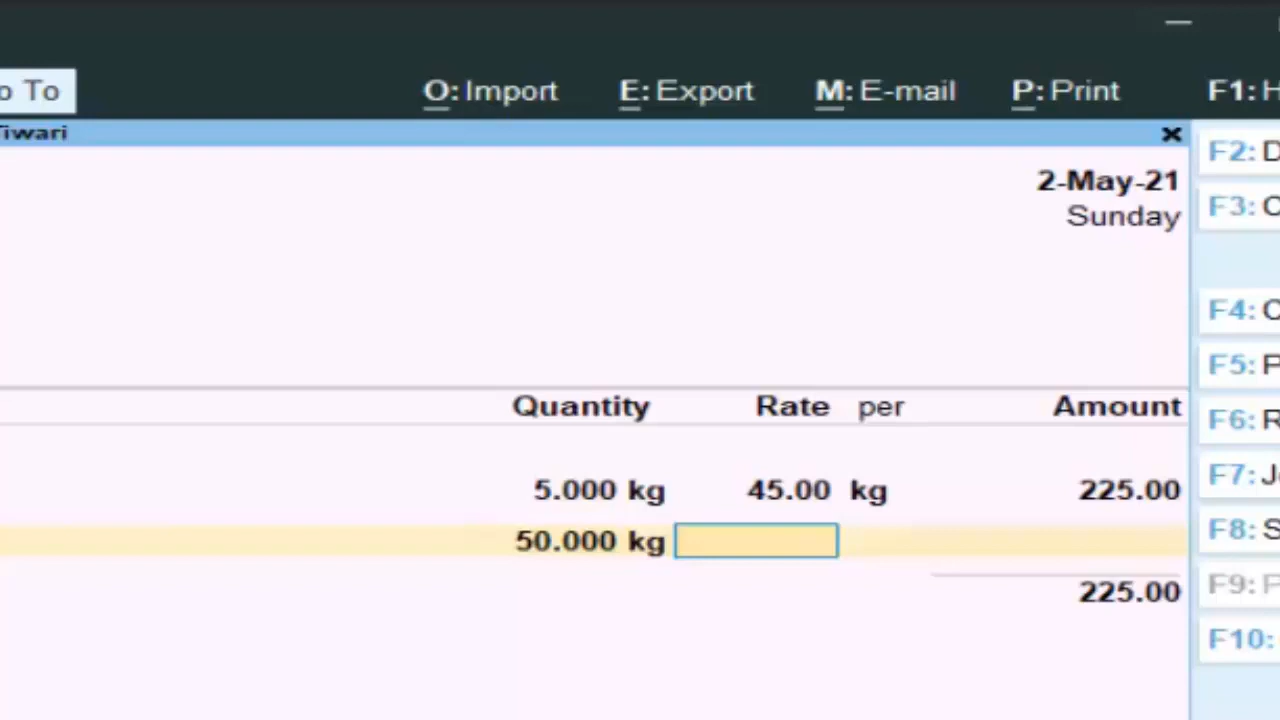 o To
O: Import
E: Export
M: E-mail
P: Print
F1: H
Tiwari
2-May-21
Sunday
Quantity Rate per Amount
5.000 kg 45.00 kg 225.00
50.000 kg
225.00
F2: D
F3: C
F4: C
F5: P
F6: R
F7: J
F8: S
F9: P
F10: